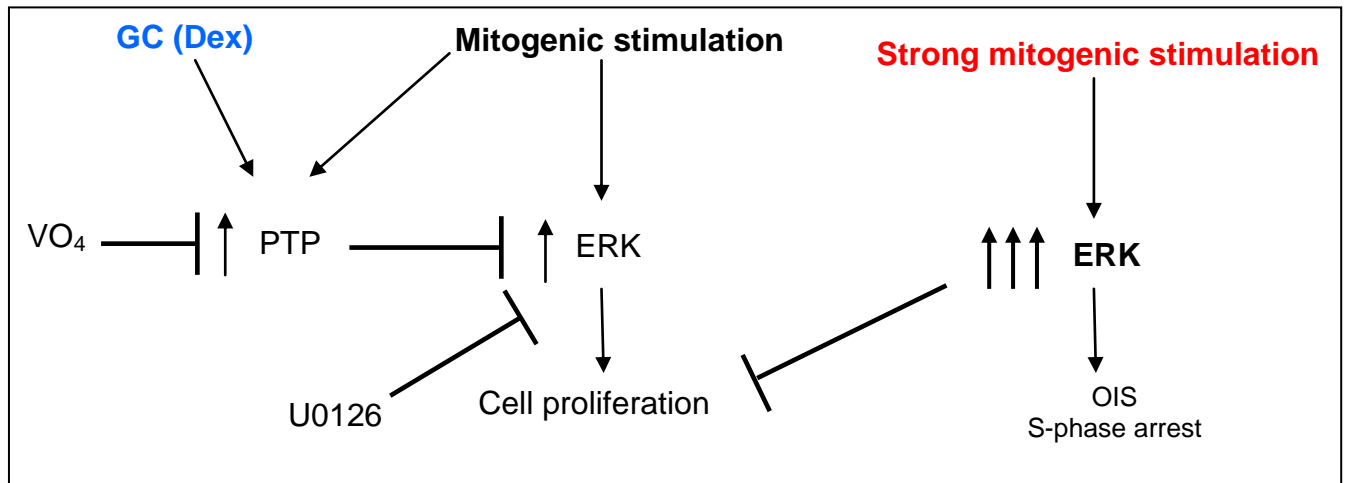 GC (Dex)
Mitogenic stimulation
Strong mitogenic stimulation
VO₄
PTP
ERK
ERK
U0126
Cell proliferation
OIS
S-phase arrest